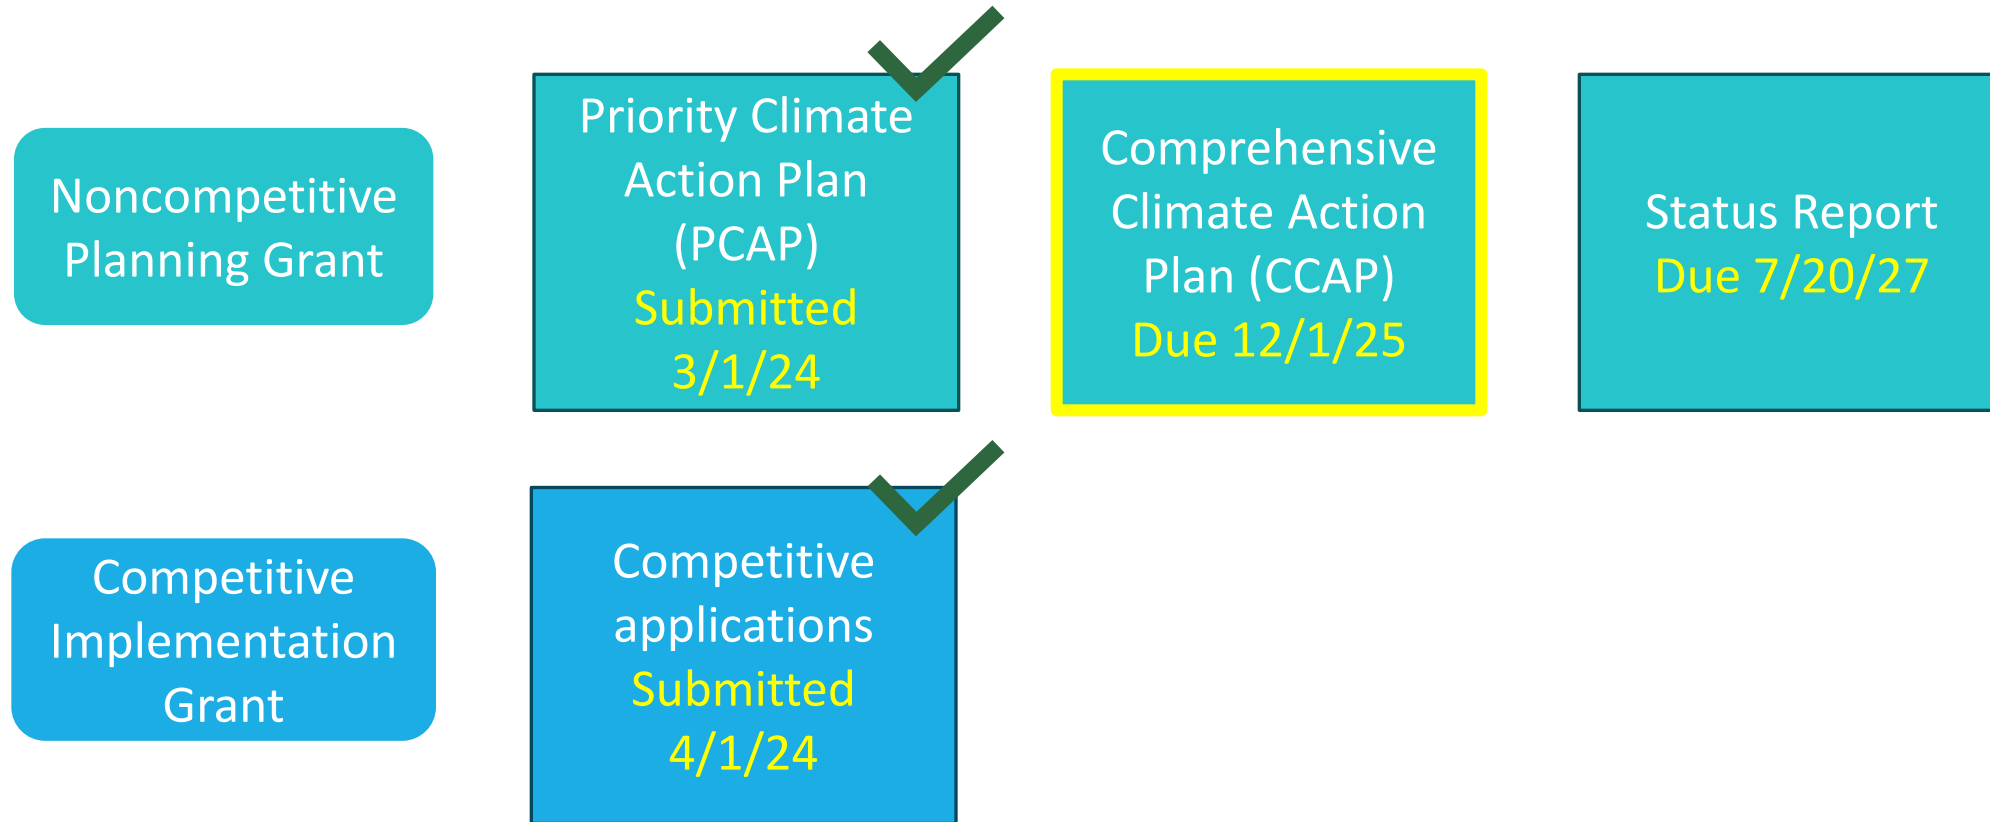 Noncompetitive
Planning Grant
Priority Climate
Action Plan
(PCAP)
Submitted
3/1/24
Comprehensive
Climate Action
Plan (CCAP)
Due 12/1/25
Status Report
Due 7/20/27
Competitive
Implementation
Grant
Competitive
applications
Submitted
4/1/24